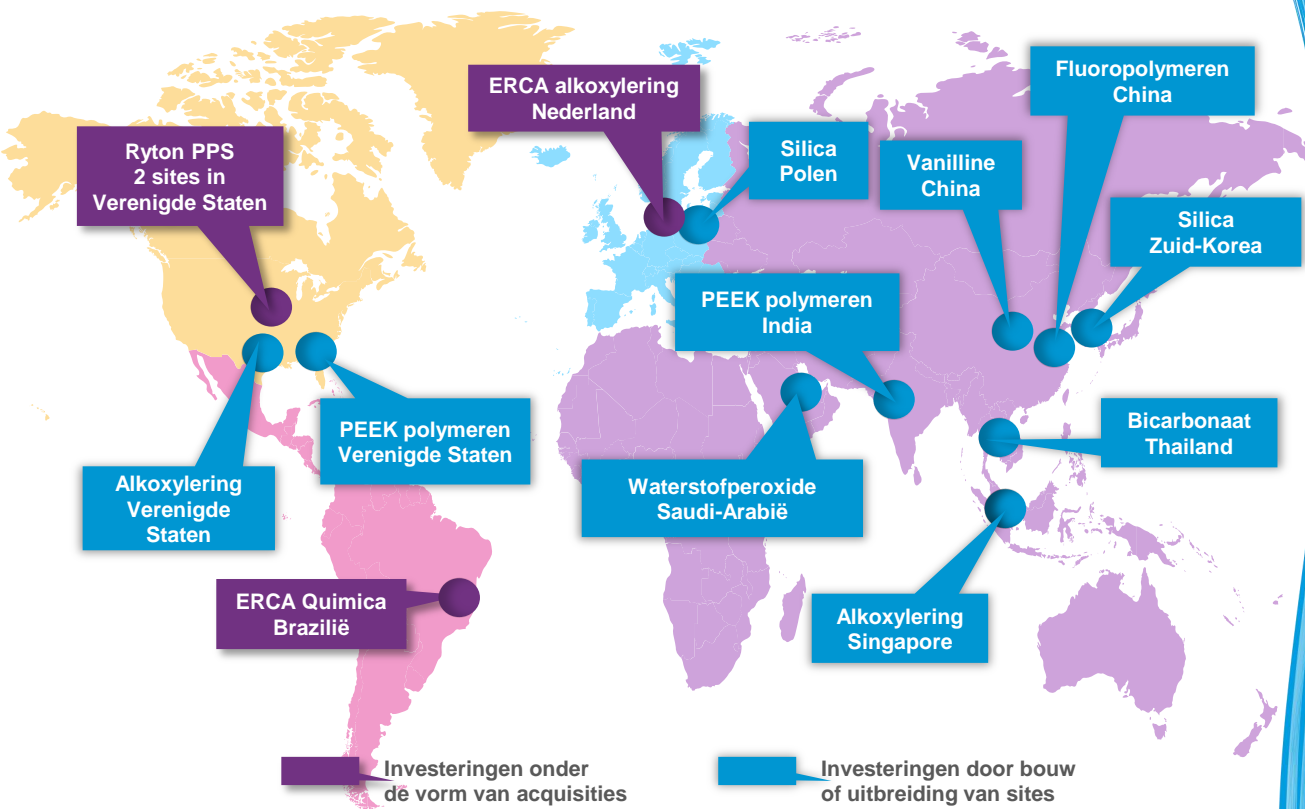 ERCA alkoxylering
Nederland
Fluoropolymeren
China
Ryton PPS
2 sites in
Verenigde Staten
Silica
Polen
Vanilline
China
Silica
Zuid-Korea
PEEK polymeren
India
PEEK polymeren
Verenigde Staten
Bicarbonaat
Thailand
Alkoxylering
Verenigde
Staten
Waterstofperoxide
Saudi-Arabië
ERCA Quimica
Brazilië
Alkoxylering
Singapore
Investeringen onder
de vorm van acquisities
Investeringen door bouw
of uitbreiding van sites